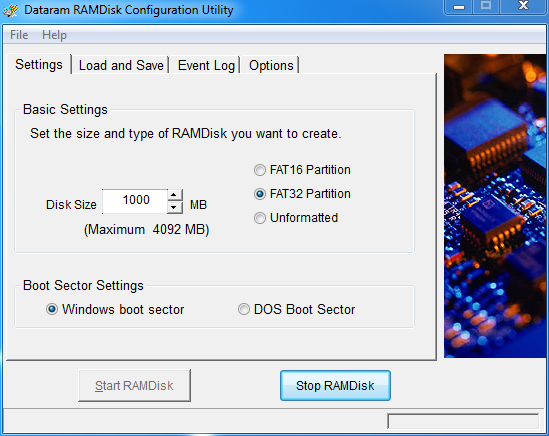 Dataram RAMDisk Configuration Utility
File Help
Settings Load and Save Event Log Options
Basic Settings
Set the size and type of RAMDisk you want to create.
FAT16 Partition
Disk Size 1000 MB
FAT32 Partition
(Maximum 4092 MB)
Unformatted
Boot Sector Settings
Windows boot sector DOS Boot Sector
Start RAMDisk Stop RAMDisk